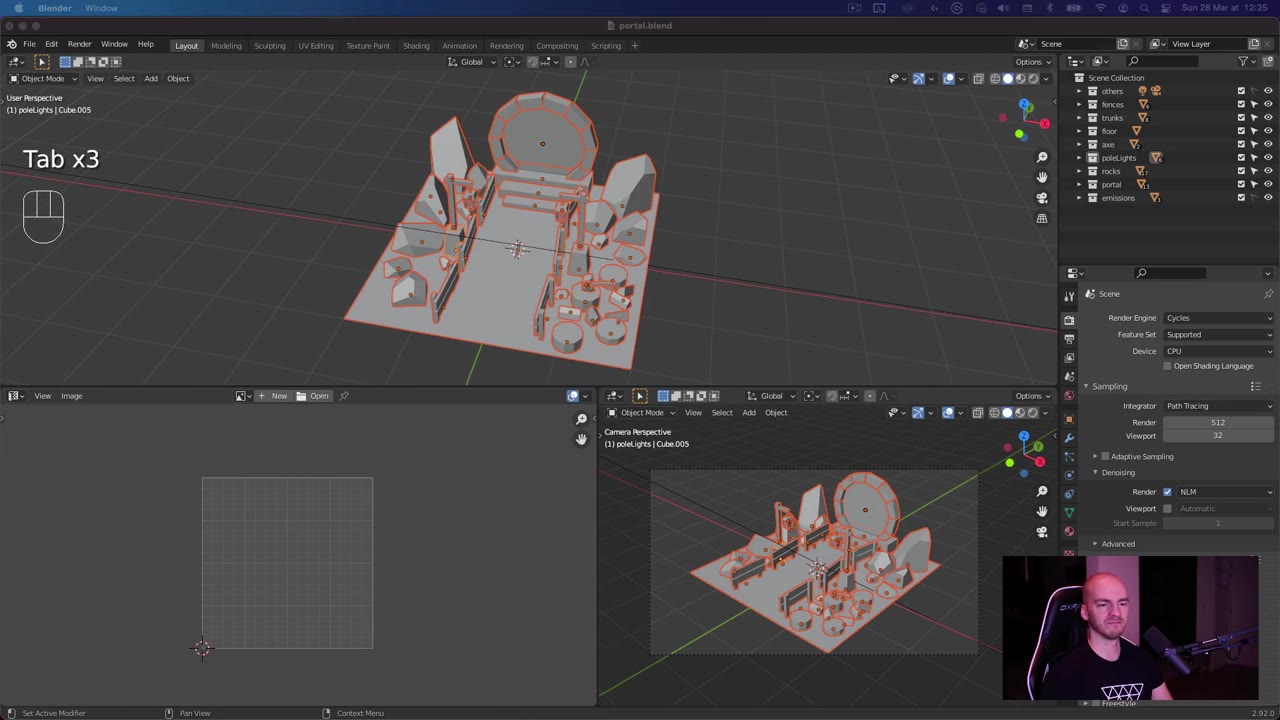 Blender Window Sun 28 Mar at 12:25
portal.blend
File Edit Render Window Help Layout Modeling Sculpting UV Editing Texture Paint Shading Animation Rendering Compositing Scripting Scene View Layer
Global Options
Object Mode View Select Add Object
User Perspective
(1) poleLights | Cube.005
Tab x3
Scene Collection
others
fences
trunks
floor
axe
poleLights
rocks
portal
emissions
Scene
Render Engine Cycles
Feature Set Supported
Device CPU
Open Shading Language
Sampling
Integrator Path Tracing
Render 512
Viewport 32
Adaptive Sampling
Denoising
Render NLM
Viewport Automatic
Start Sample 1
Advanced
View Image New Open
Global Options
Object Mode View Select Add Object
Camera Perspective
(1) poleLights | Cube.005
Freestyle
Set Active Modifier Pan View Context Menu 2.92.0